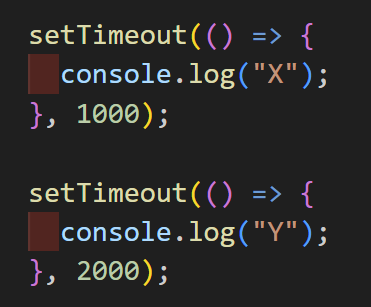 setTimeout(() => {
  console.log("X");
}, 1000);

setTimeout(() => {
  console.log("Y");
}, 2000);